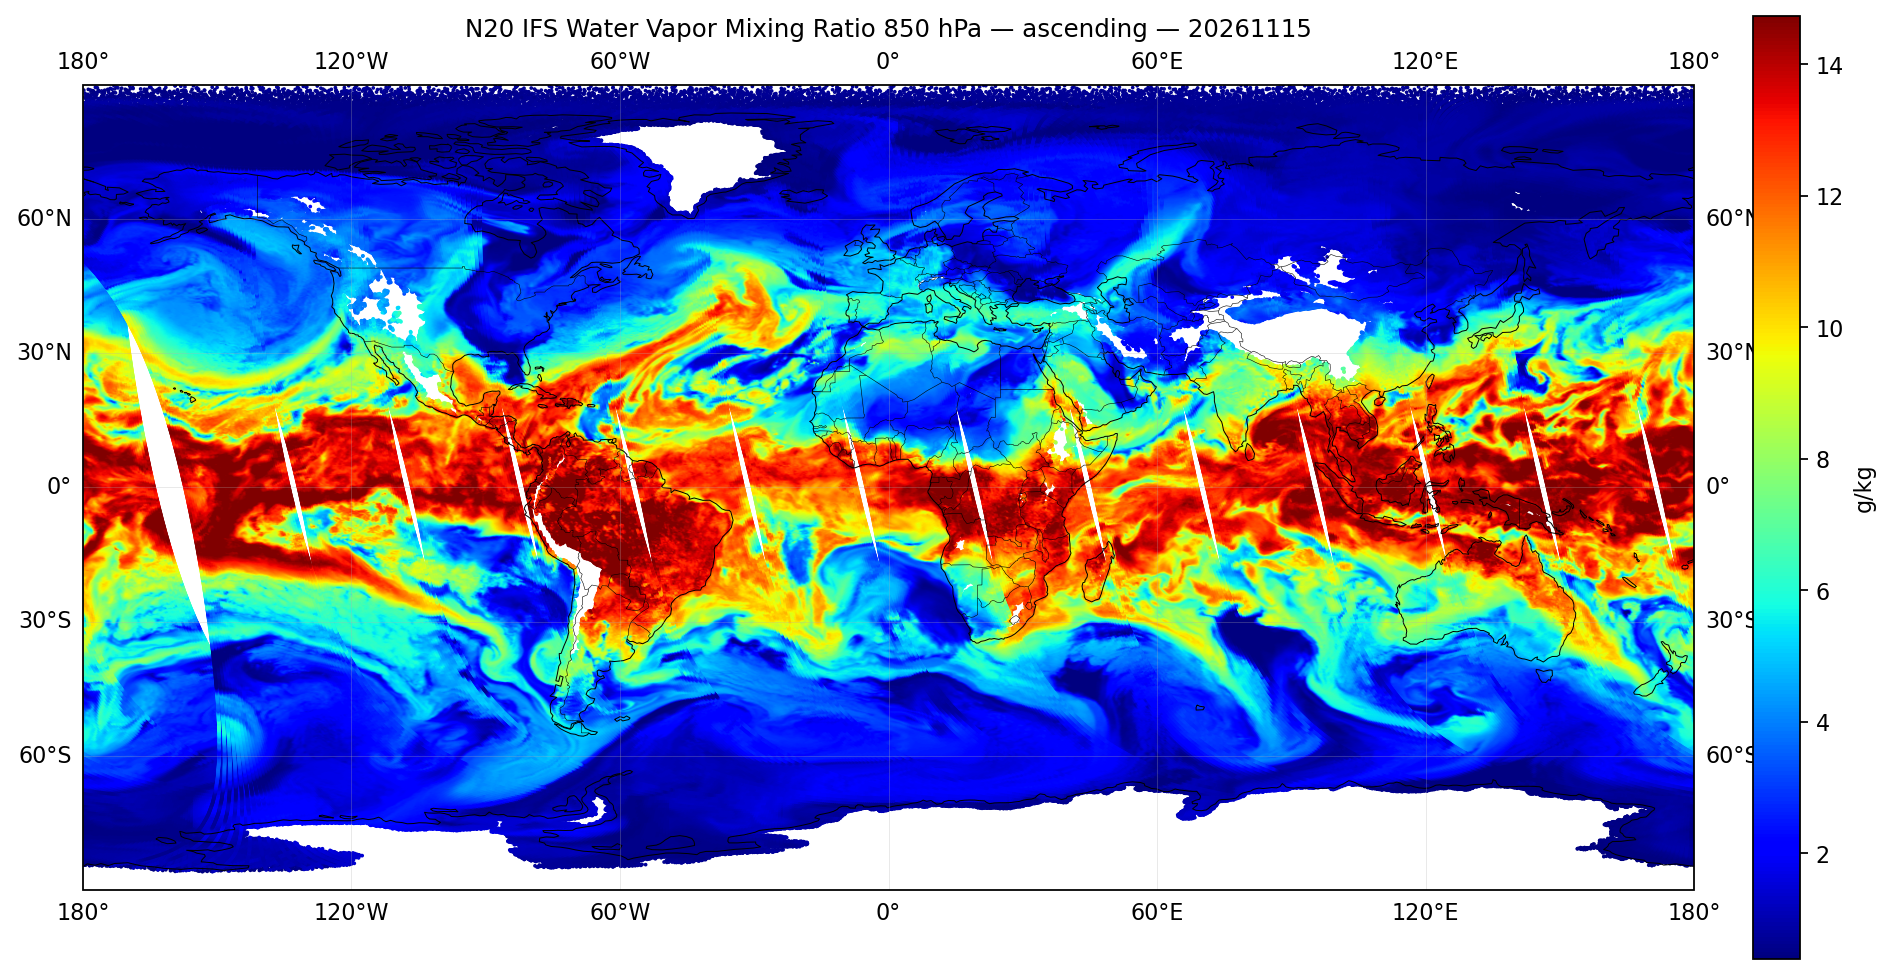 N20 IFS Water Vapor Mixing Ratio 850 hPa — ascending — 20261115
180° 120°W 60°W 0° 60°E 120°E 180°
14
12
10
8
6
4
2
g/kg
60°N 60°N
30°N 30°N
0° 0°
30°S 30°S
60°S 60°S
180° 120°W 60°W 0° 60°E 120°E 180°